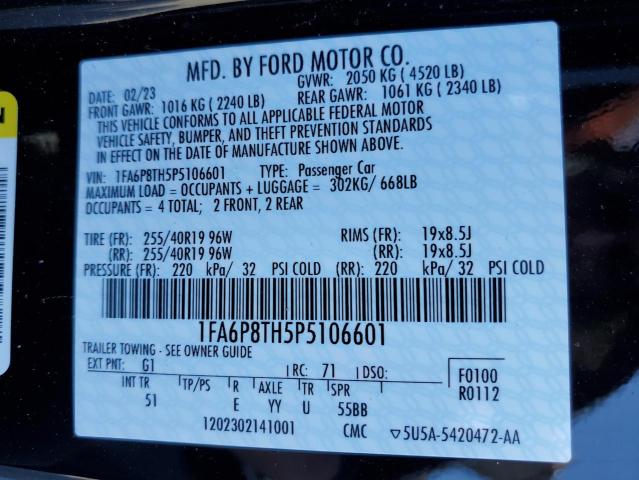 MFD. BY FORD MOTOR CO.
DATE: 02/23 GVWR: 2050 KG ( 4520 LB)
FRONT GAWR: 1016 KG ( 2240 LB) REAR GAWR: 1061 KG ( 2340 LB)
THIS VEHICLE CONFORMS TO ALL APPLICABLE FEDERAL MOTOR
VEHICLE SAFETY, BUMPER, AND THEFT PREVENTION STANDARDS
IN EFFECT ON THE DATE OF MANUFACTURE SHOWN ABOVE.
VIN: 1FA6P8TH5P5106601 TYPE: Passenger Car
MAXIMUM LOAD = OCCUPANTS + LUGGAGE = 302KG/ 668LB
OCCUPANTS = 4 TOTAL; 2 FRONT, 2 REAR
TIRE (FR): 255/40R19 96W RIMS (FR): 19x8.5J
(RR): 255/40R19 96W (RR): 19x8.5J
PRESSURE (FR): 220 kPa/ 32 PSI COLD (RR): 220 kPa/ 32 PSI COLD
1FA6P8TH5P5106601
TRAILER TOWING - SEE OWNER GUIDE
EXT PNT: G1 RC: 71 DSO: F0100
R0112
INT TR TP/PS R AXLE TR SPR
51 E YY U 55BB
1202302141001 CMC ▽5U5A-5420472-AA